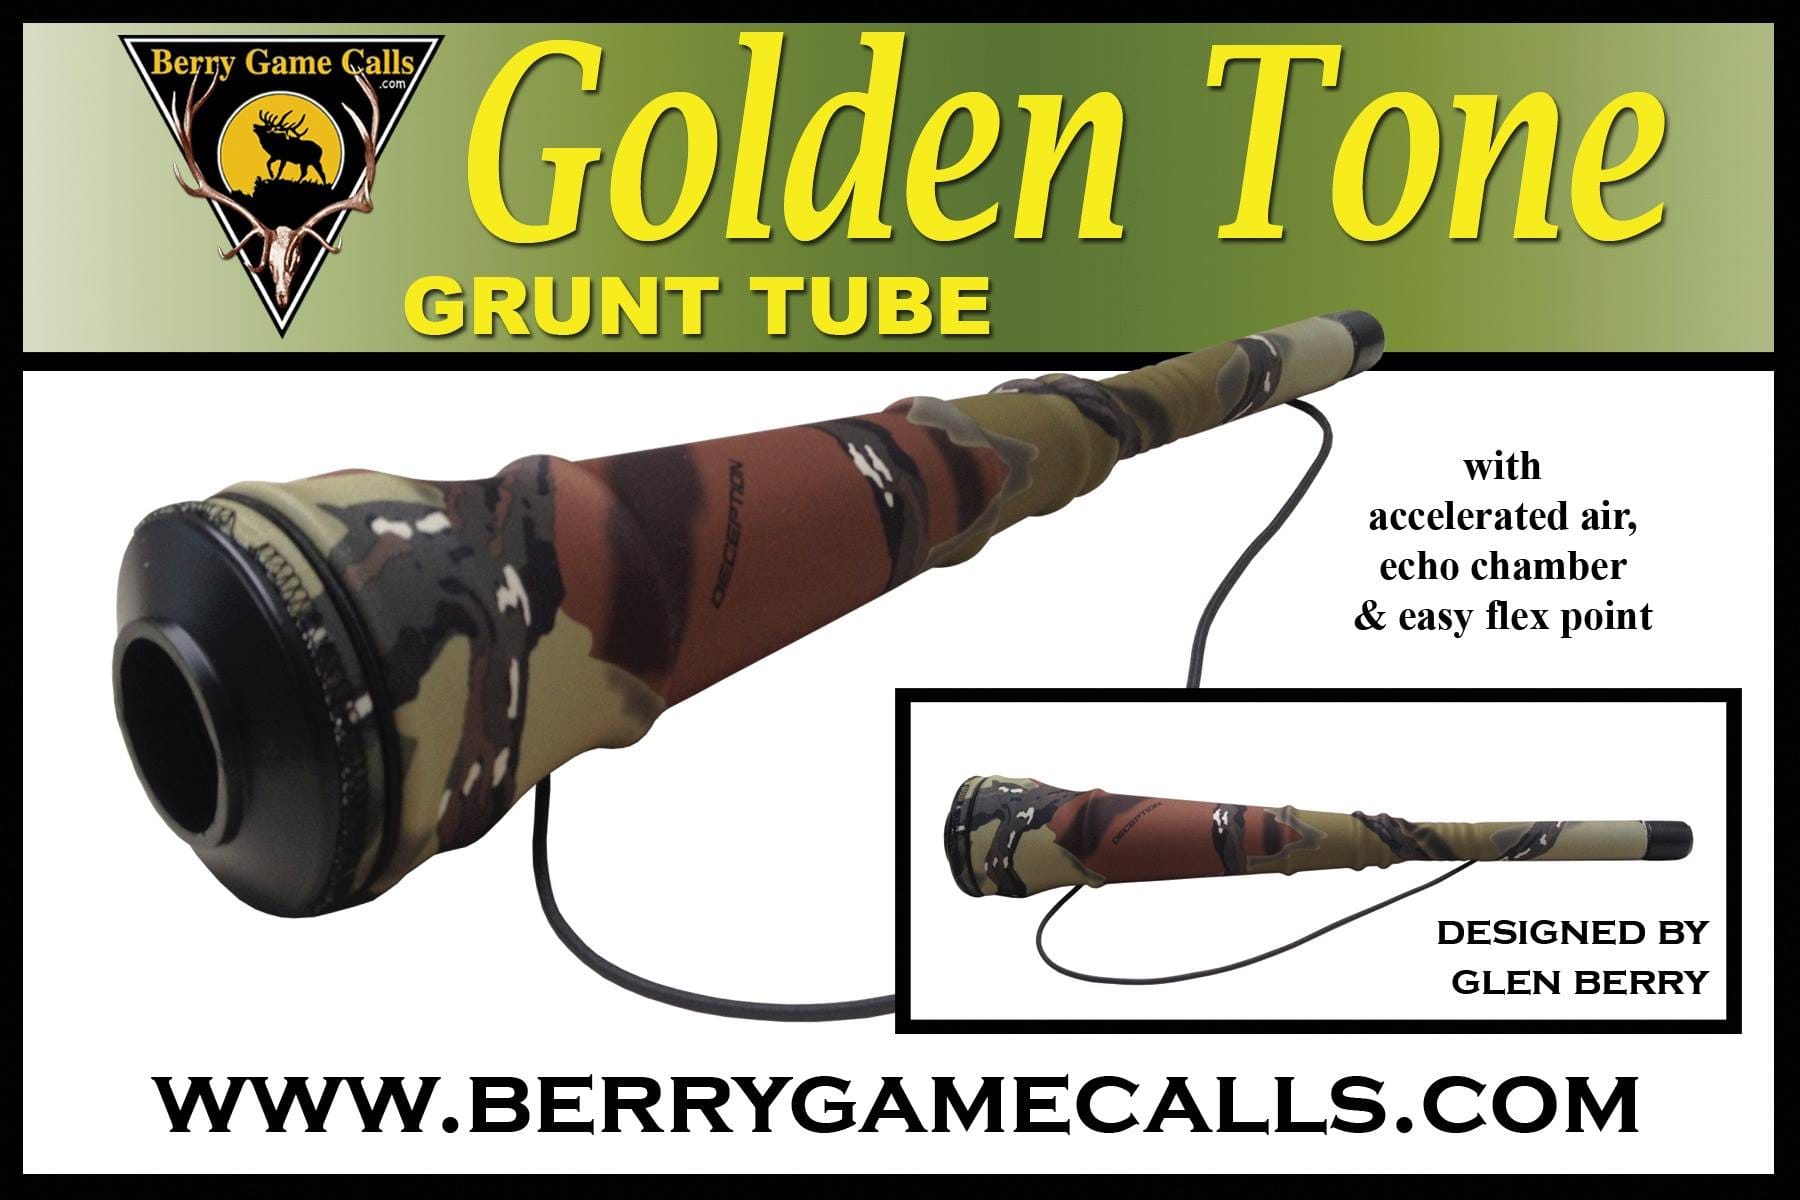 Berry Game Calls
.com
Golden Tone
GRUNT TUBE
DECEPTION
with
accelerated air,
echo chamber
& easy flex point
DECEPTION
DESIGNED BY
GLEN BERRY
WWW.BERRYGAMECALLS.COM